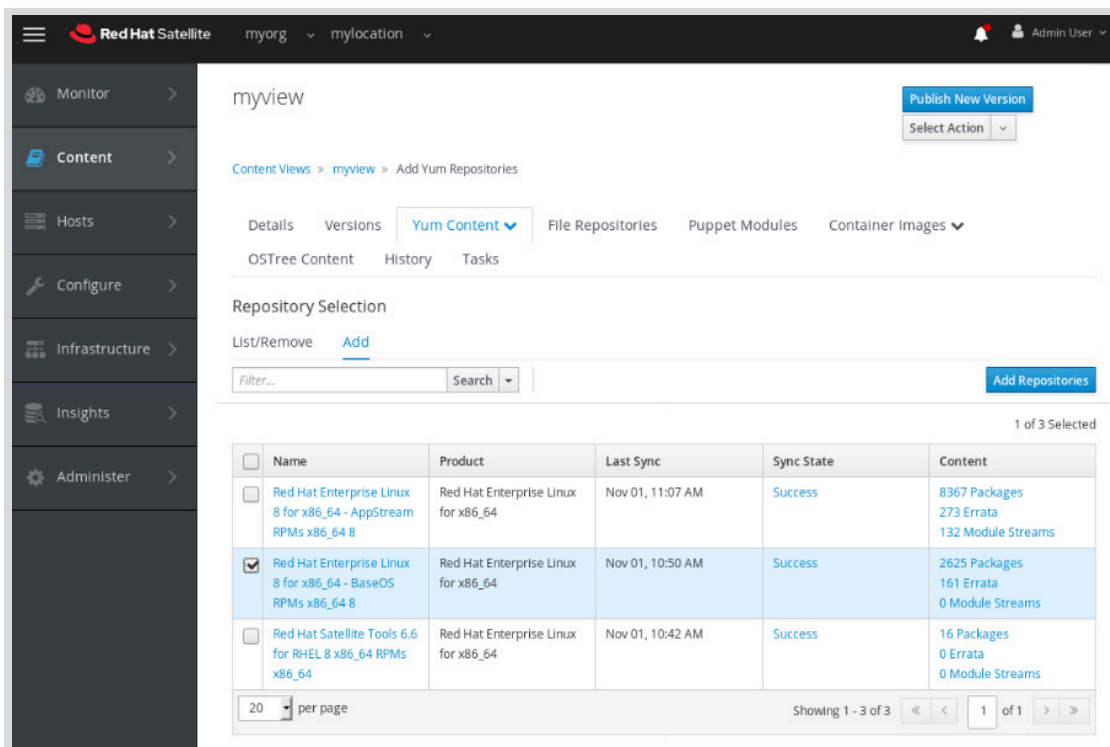 Red Hat Satellite myorg mylocation Admin User
Monitor
Content
Hosts
Configure
Infrastructure
Insights
Administer
myview
Publish New Version
Select Action
Content Views » myview » Add Yum Repositories
Details Versions Yum Content File Repositories Puppet Modules Container Images
OSTree Content History Tasks
Repository Selection
List/Remove Add
Filter... Search Add Repositories
1 of 3 Selected
Name Product Last Sync Sync State Content
Red Hat Enterprise Linux Red Hat Enterprise Linux Nov 01, 11:07 AM Success 8367 Packages
8 for x86_64 - AppStream for x86_64 273 Errata
RPMs x86_64 8 132 Module Streams
Red Hat Enterprise Linux Red Hat Enterprise Linux Nov 01, 10:50 AM Success 2625 Packages
8 for x86_64 - BaseOS for x86_64 161 Errata
RPMs x86_64 8 0 Module Streams
Red Hat Satellite Tools 6.6 Red Hat Enterprise Linux Nov 01, 10:42 AM Success 16 Packages
for RHEL 8 x86_64 RPMs for x86_64 0 Errata
x86_64 0 Module Streams
20 per page Showing 1 - 3 of 3 « < 1 of 1 > »